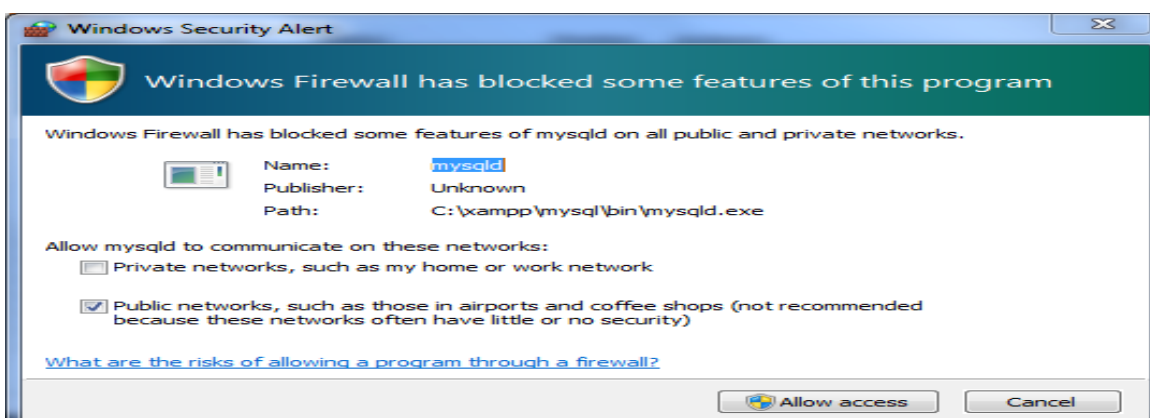 Windows Security Alert
Windows Firewall has blocked some features of this program
Windows Firewall has blocked some features of mysqld on all public and private networks.
Name: mysqld
Publisher: Unknown
Path: C:\xampp\mysql\bin\mysqld.exe
Allow mysqld to communicate on these networks:
Private networks, such as my home or work network
Public networks, such as those in airports and coffee shops (not recommended
because these networks often have little or no security)
What are the risks of allowing a program through a firewall?
Allow access Cancel